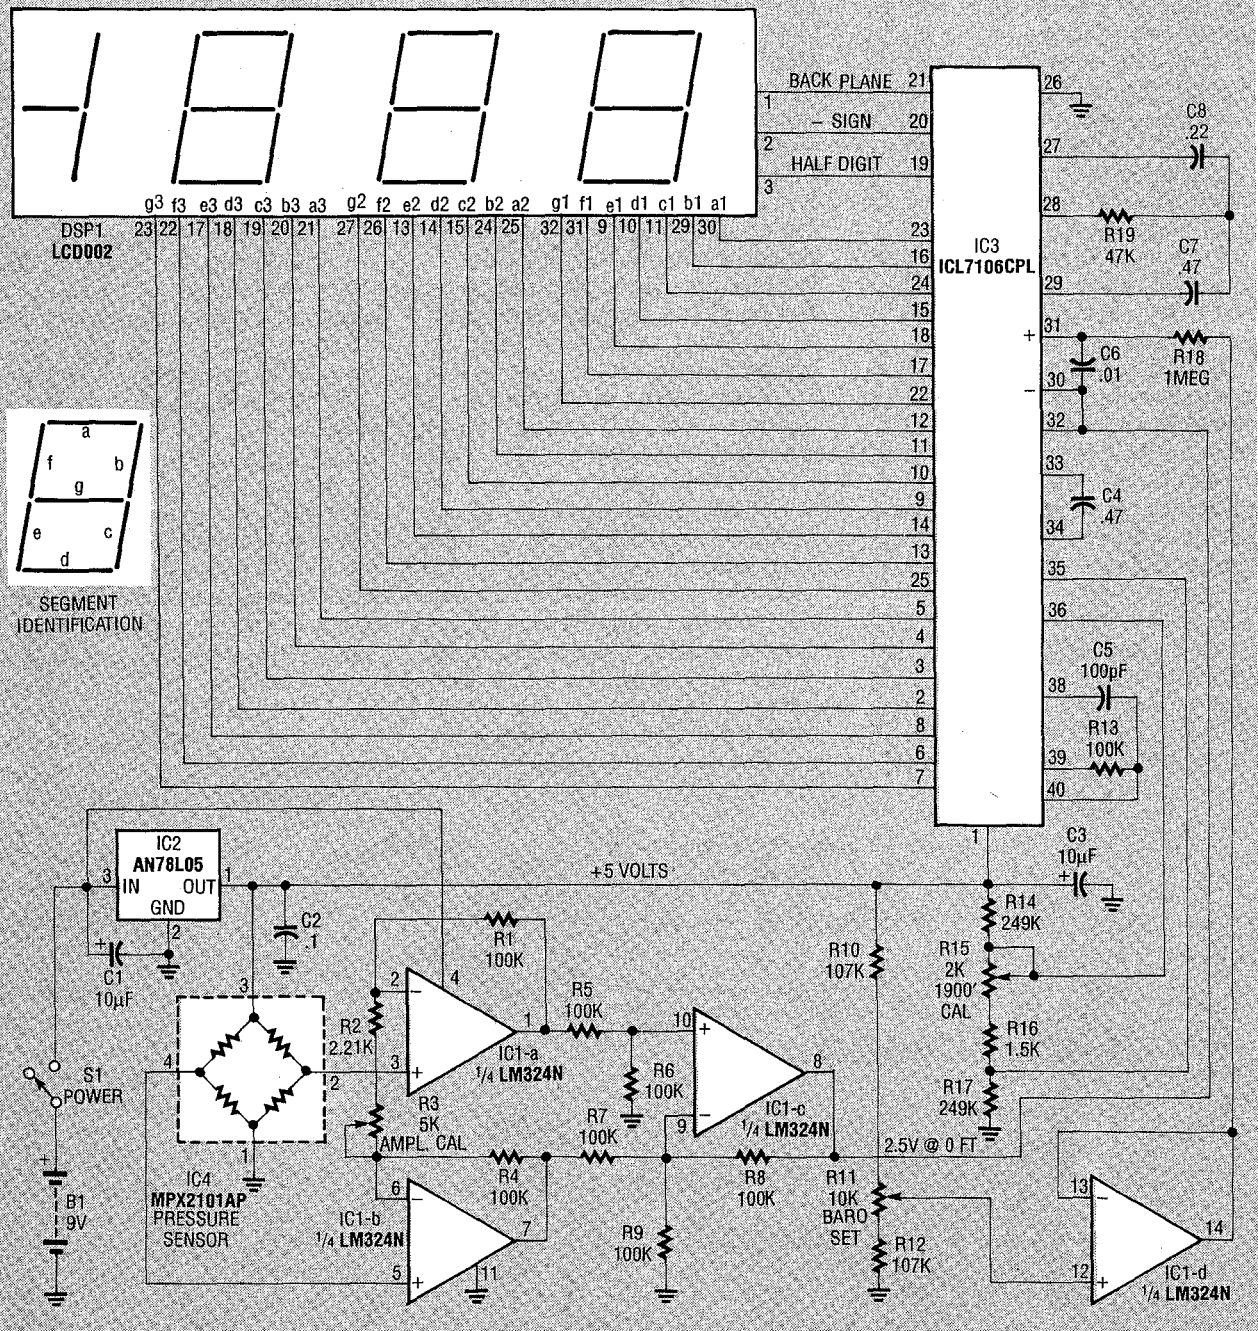 BACK PLANE 21
1
– SIGN 20
2
HALF DIGIT 19
3
g3 f3 e3 d3 c3 b3 a3 g2 f2 e2 d2 c2 b2 a2 g1 f1 e1 d1 c1 b1 a1
23 22 17 18 19 20 21 27 26 13 14 15 24 25 32 31 9 10 11 29 30
DSP1
LCD002
23
16
24
15
18
17
22
12
11
10
9
14
13
25
5
4
3
2
8
6
7
IC3
ICL7106CPL
26
27
28
29
31
+
30
–
32
33
34
35
36
38
39
40
1
C8
.22
R19
47K
C7
.47
R18
1MEG
C6
.01
C4
.47
C5
100pF
R13
100K
a
f b
g
e c
d
SEGMENT
IDENTIFICATION
IC2
AN78L05
3 IN OUT 1
GND
2
+
C1
10µF
C2
.1
+5 VOLTS
C3
10µF
+
R14
249K
R15
2K
1900'
CAL
R16
1.5K
R17
249K
R10
107K
R1
100K
R2
2.21K
2 –
4
3 +
1
IC1-a
1/4 LM324N
R5
100K
R6
100K
10 +
9 –
8
IC1-c
1/4 LM324N
3
4
2
1
IC4
MPX2101AP
PRESSURE
SENSOR
S1
POWER
+
B1
9V
R3
5K
AMPL. CAL
R4
100K
R7
100K
R8
100K
R9
100K
6 –
5 +
7
11
IC1-b
1/4 LM324N
2.5V @ 0 FT
R11
10K
BARO
SET
R12
107K
13 –
12 +
14
IC1-d
1/4 LM324N